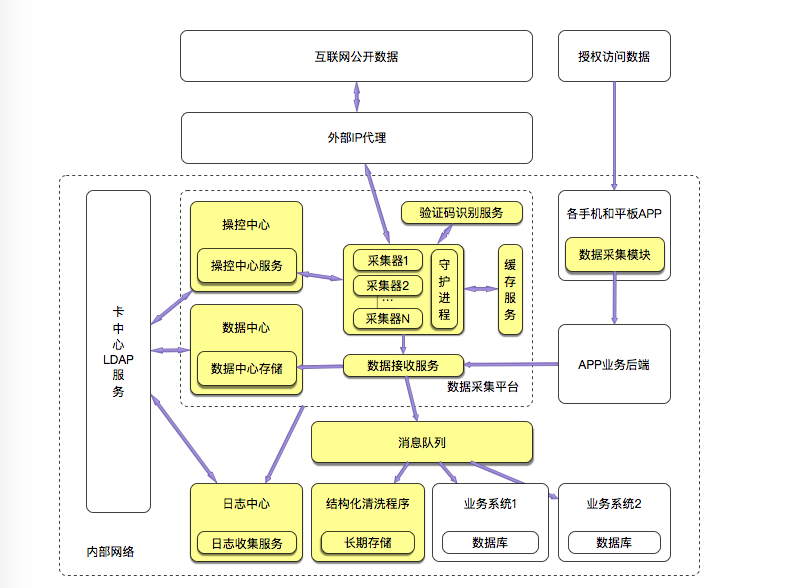 互联网公开数据
授权访问数据
外部IP代理
操控中心
操控中心服务
验证码识别服务
各手机和平板APP
数据采集模块
采集器1
采集器2
...
采集器N
守
护
进
程
缓
存
服
务
卡
中
心
LDAP
服
务
数据中心
数据中心存储
数据接收服务
数据采集平台
APP业务后端
消息队列
日志中心
日志收集服务
结构化清洗程序
长期存储
业务系统1
数据库
业务系统2
数据库
内部网络